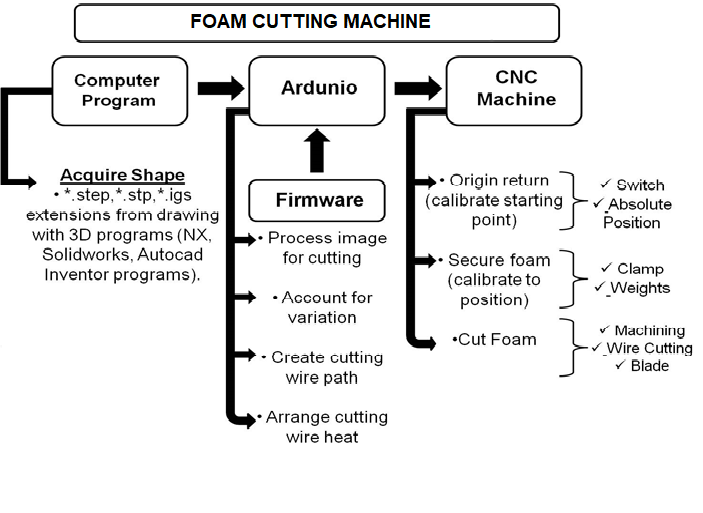 FOAM CUTTING MACHINE
Computer
Program
Ardunio
CNC
Machine
Acquire Shape
• *.step,*.stp,*.igs
extensions from drawing
with 3D programs (NX,
Solidworks, Autocad
Inventor programs).
Firmware
• Process image
for cutting
• Account for
variation
• Create cutting
wire path
• Arrange cutting
wire heat
• Origin return
(calibrate starting
point)
• Secure foam
(calibrate to
position)
•Cut Foam
✓ Switch
✓ Absolute
Position
✓ Clamp
✓ Weights
✓ Machining
✓ Wire Cutting
✓ Blade